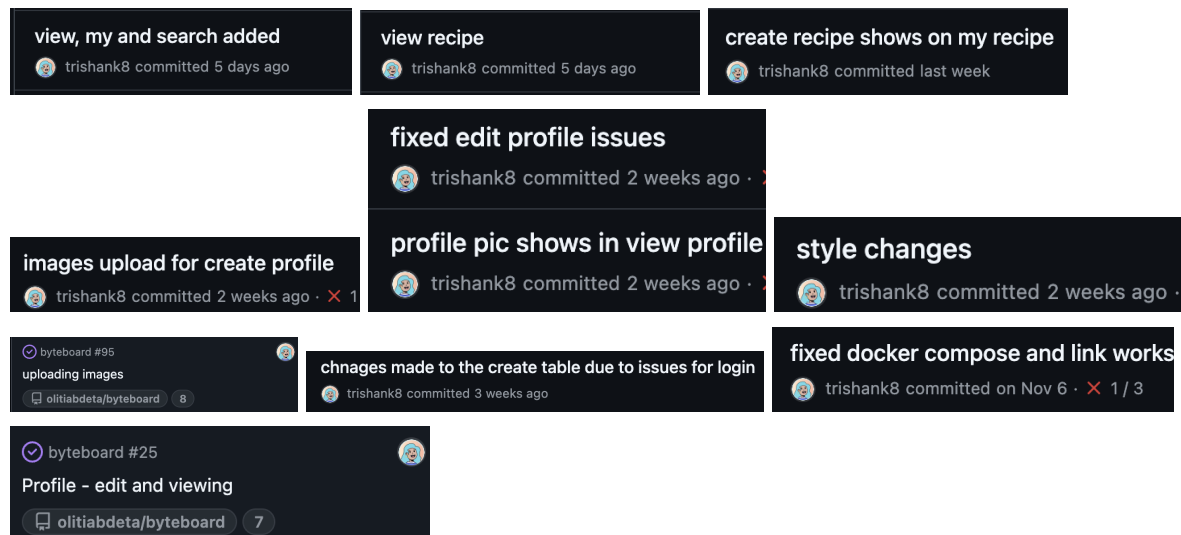 view, my and search added
trishank8 committed 5 days ago
view recipe
trishank8 committed 5 days ago
create recipe shows on my recipe
trishank8 committed last week
images upload for create profile
trishank8 committed 2 weeks ago · ✕ 1
fixed edit profile issues
trishank8 committed 2 weeks ago ·
profile pic shows in view profile
trishank8 committed 2 weeks ago ·
style changes
trishank8 committed 2 weeks ago ·
byteboard #95
uploading images
olitiabdeta/byteboard 8
chnages made to the create table due to issues for login
trishank8 committed 3 weeks ago
fixed docker compose and link works
trishank8 committed on Nov 6 · ✕ 1 / 3
byteboard #25
Profile - edit and viewing
olitiabdeta/byteboard 7